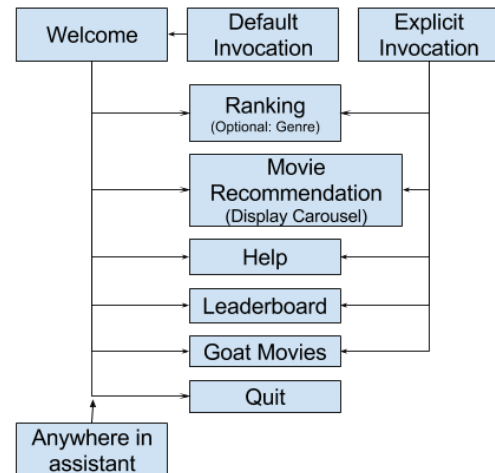 Welcome
Default
Invocation
Explicit
Invocation
Ranking
(Optional: Genre)
Movie
Recommendation
(Display Carousel)
Help
Leaderboard
Goat Movies
Quit
Anywhere in
assistant